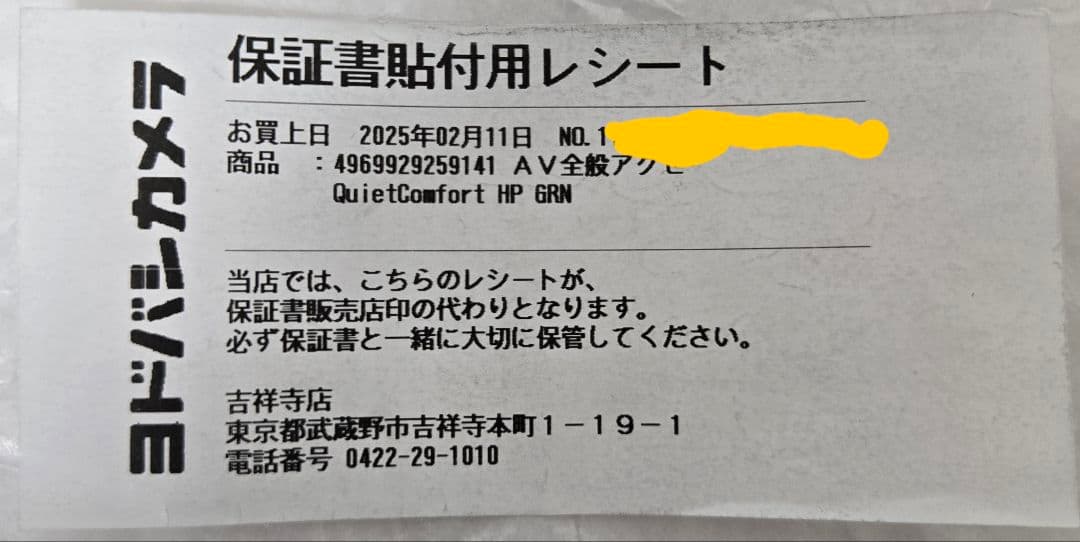 ヨドバシカメラ
保証書貼付用レシート
お買上日 2025年02月11日 NO.1
商品 :4969929259141 AV全般アクセ
QuietComfort HP GRN
当店では、こちらのレシートが、
保証書販売店印の代わりとなります。
必ず保証書と一緒に大切に保管してください。
吉祥寺店
東京都武蔵野市吉祥寺本町1-19-1
電話番号 0422-29-1010